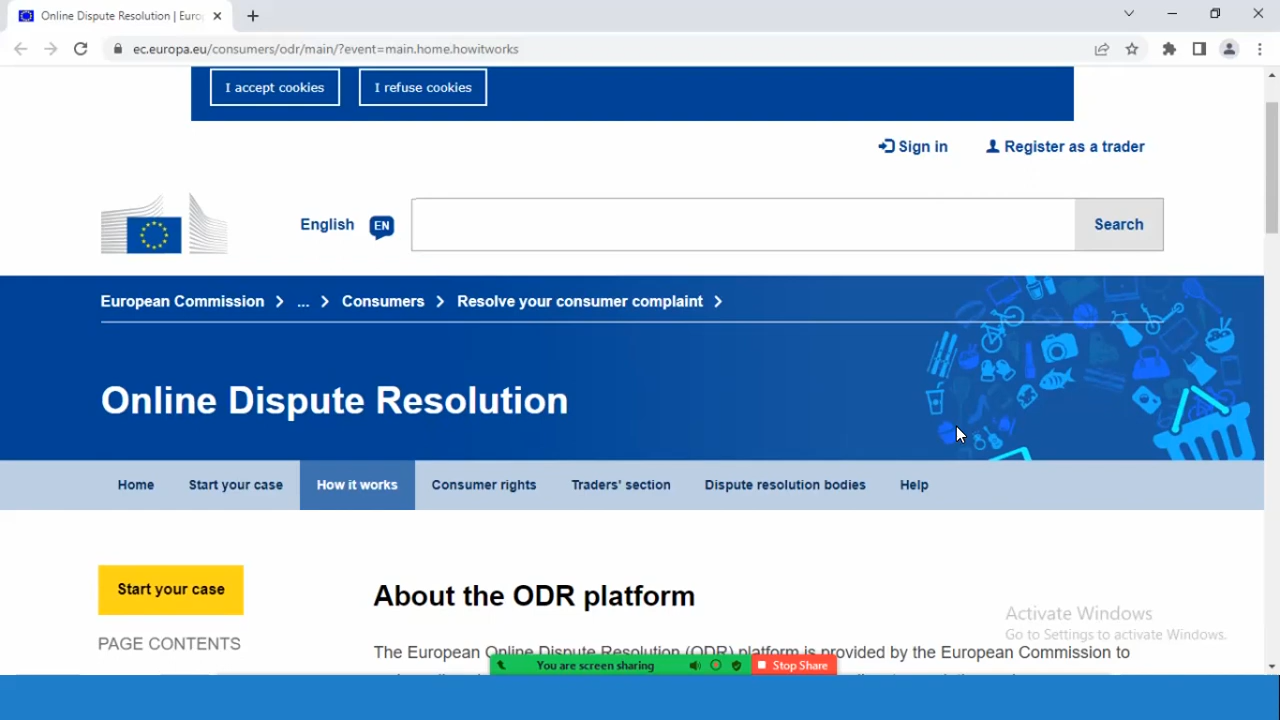 Online Dispute Resolution | Euro
ec.europa.eu/consumers/odr/main/?event=main.home.howitworks
I accept cookies
I refuse cookies
Sign in
Register as a trader
English
EN
Search
European Commission > ... > Consumers > Resolve your consumer complaint >
Online Dispute Resolution
Home
Start your case
How it works
Consumer rights
Traders' section
Dispute resolution bodies
Help
Start your case
About the ODR platform
Activate Windows
Go to Settings to activate Windows.
PAGE CONTENTS
The European Online Dispute Resolution (ODR) platform is provided by the European Commission to
You are screen sharing
Stop Share